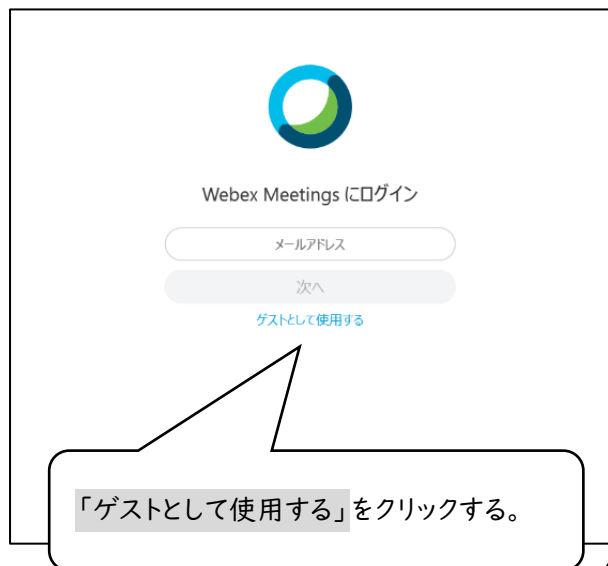 Webex Meetings にログイン
メールアドレス
次へ
ゲストとして使用する
「ゲストとして使用する」をクリックする。